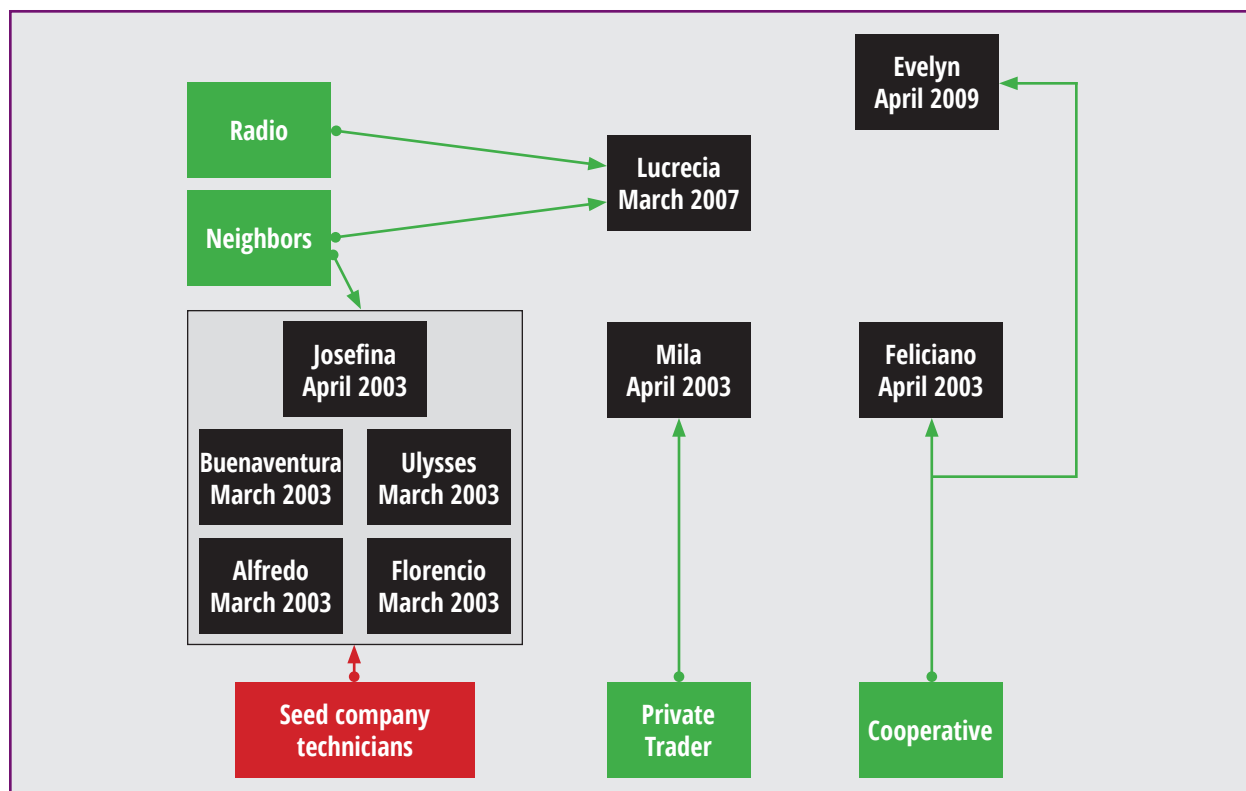 Evelyn
April 2009
Radio
Lucrecia
March 2007
Neighbors
Josefina
April 2003
Mila
April 2003
Feliciano
April 2003
Buenaventura
March 2003
Ulysses
March 2003
Alfredo
March 2003
Florencio
March 2003
Seed company
technicians
Private
Trader
Cooperative